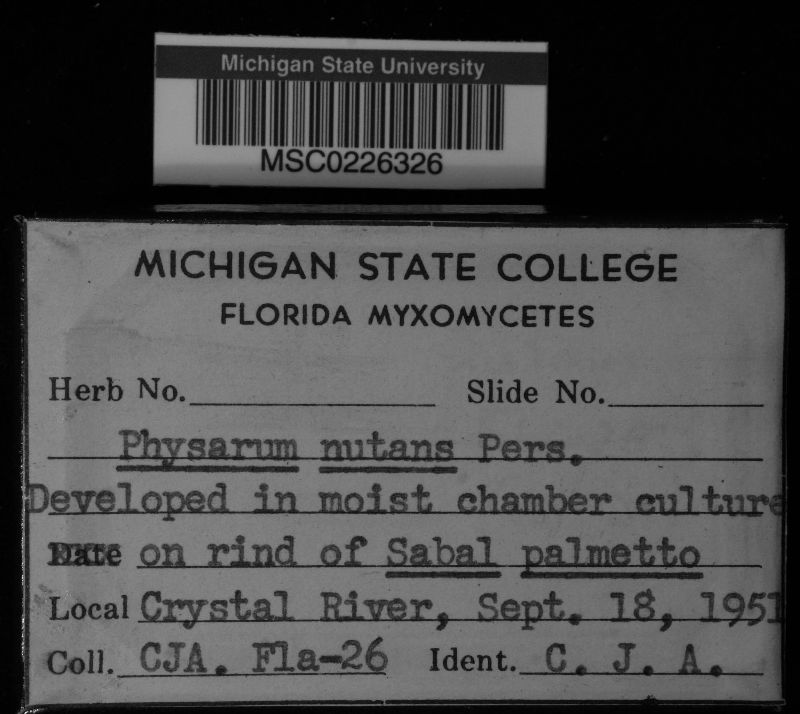 Michigan State University
MSC0226326
MICHIGAN STATE COLLEGE
FLORIDA MYXOMYCETES
Herb No. Slide No.
Physarum nutans Pers.
Developed in moist chamber culture
Date on rind of Sabal palmetto
Local Crystal River, Sept. 18, 1951
Coll. CJA. Fla-26 Ident. C. J. A.